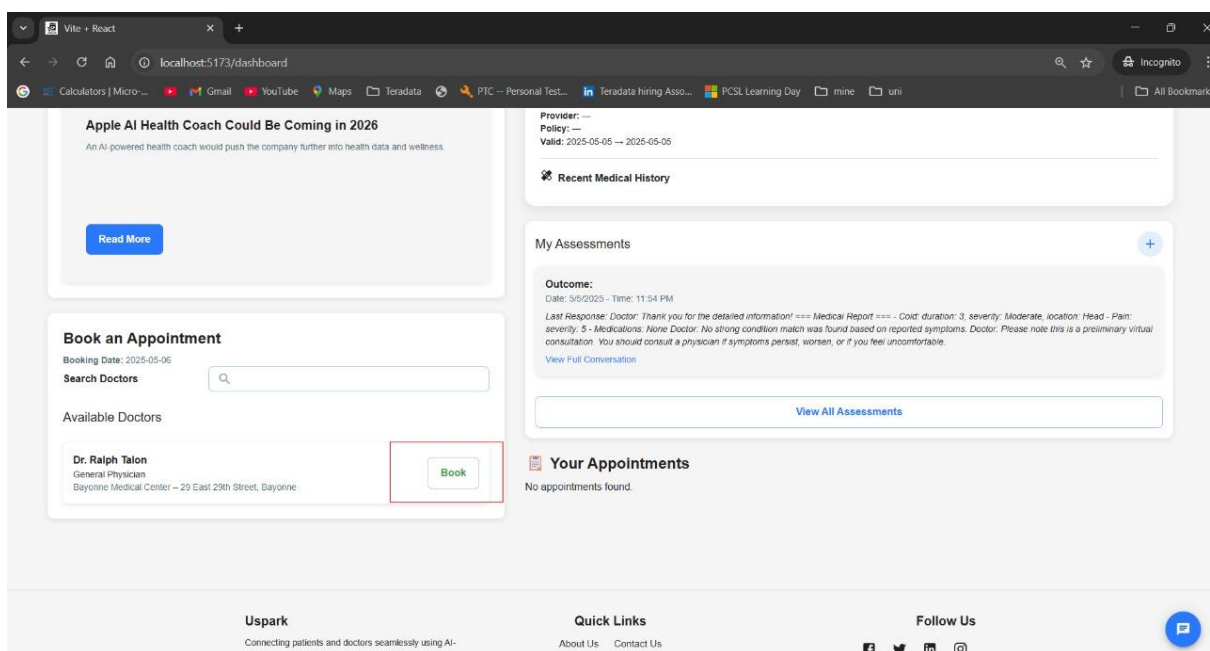 Vite + React
localhost:5173/dashboard
Incognito
Calculators | Micro-...
Gmail
YouTube
Maps
Teradata
PTC -- Personal Test...
Teradata hiring Asso...
PCSL Learning Day
mine
uni
All Bookmark
Apple AI Health Coach Could Be Coming in 2026
An AI-powered health coach would push the company further into health data and wellness.
Read More
Book an Appointment
Booking Date: 2025-05-06
Search Doctors
Available Doctors
Dr. Ralph Talon
General Physician
Bayonne Medical Center – 29 East 29th Street, Bayonne
Book
Provider: —
Policy: —
Valid: 2025-05-05 → 2025-05-05
Recent Medical History
My Assessments
+
Outcome:
Date: 5/5/2025 - Time: 11:54 PM
Last Response: Doctor: Thank you for the detailed information! === Medical Report === - Cold: duration: 3, severity: Moderate, location: Head - Pain:
severity: 5 - Medications: None Doctor: No strong condition match was found based on reported symptoms. Doctor: Please note this is a preliminary virtual
consultation. You should consult a physician if symptoms persist, worsen, or if you feel uncomfortable.
View Full Conversation
View All Assessments
Your Appointments
No appointments found.
Uspark
Connecting patients and doctors seamlessly using AI-
Quick Links
About Us Contact Us
Follow Us